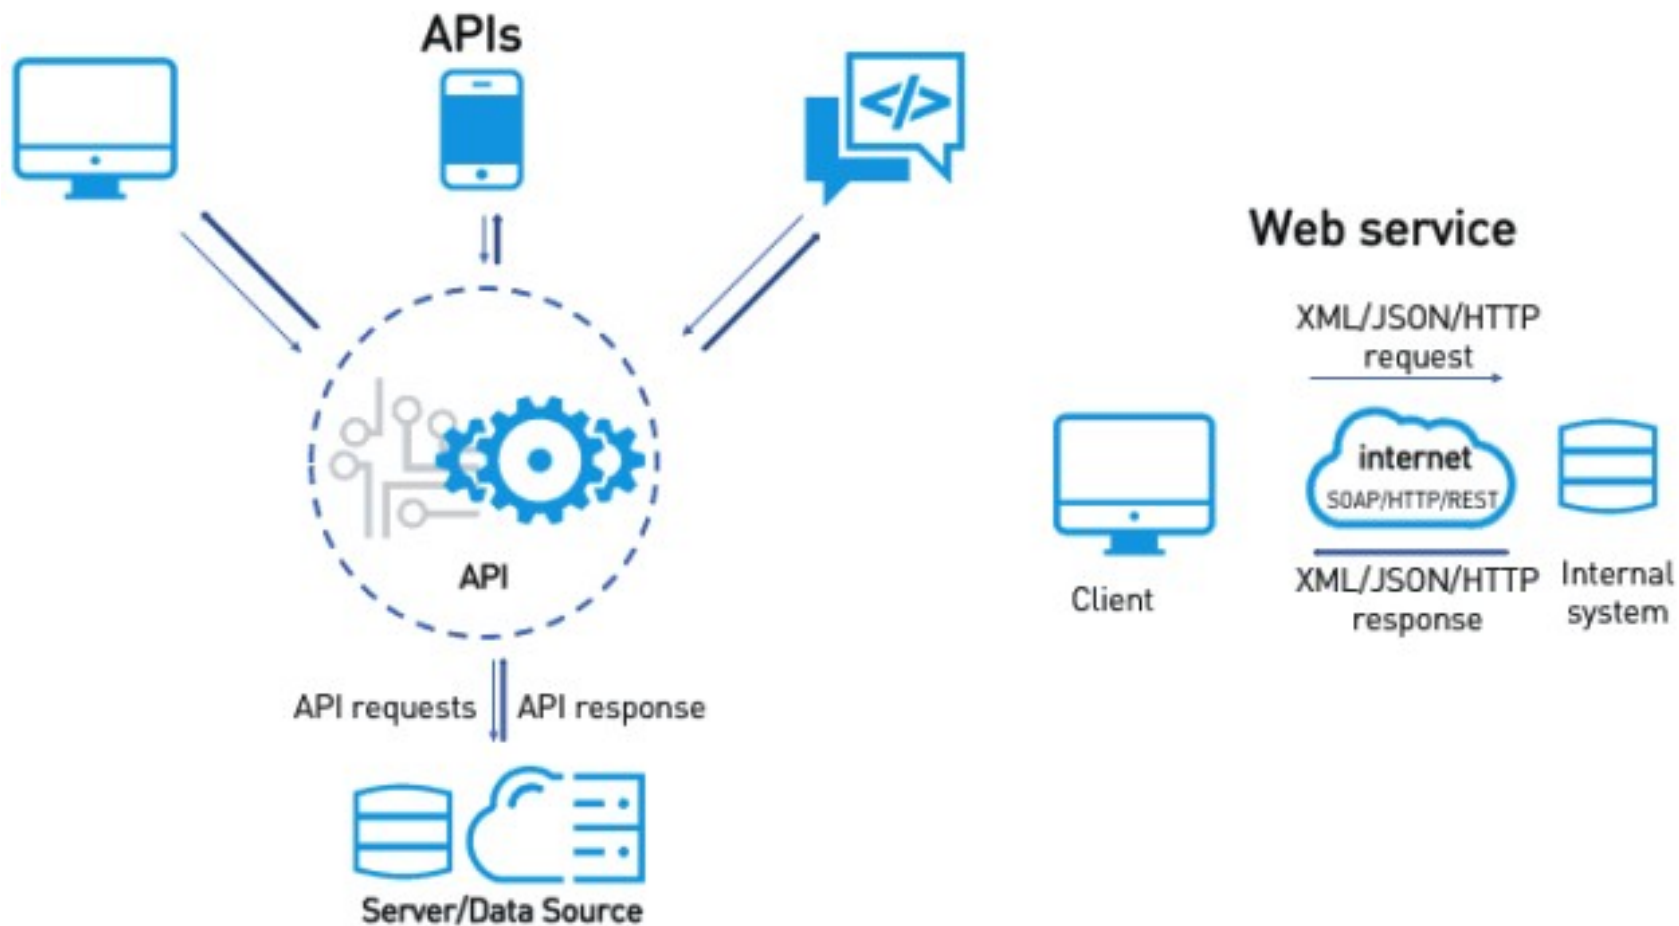 APIs
</>
API
API requests
API response
Server/Data Source
Web service
XML/JSON/HTTP
request
internet
SOAP/HTTP/REST
Client
XML/JSON/HTTP
response
Internal
system